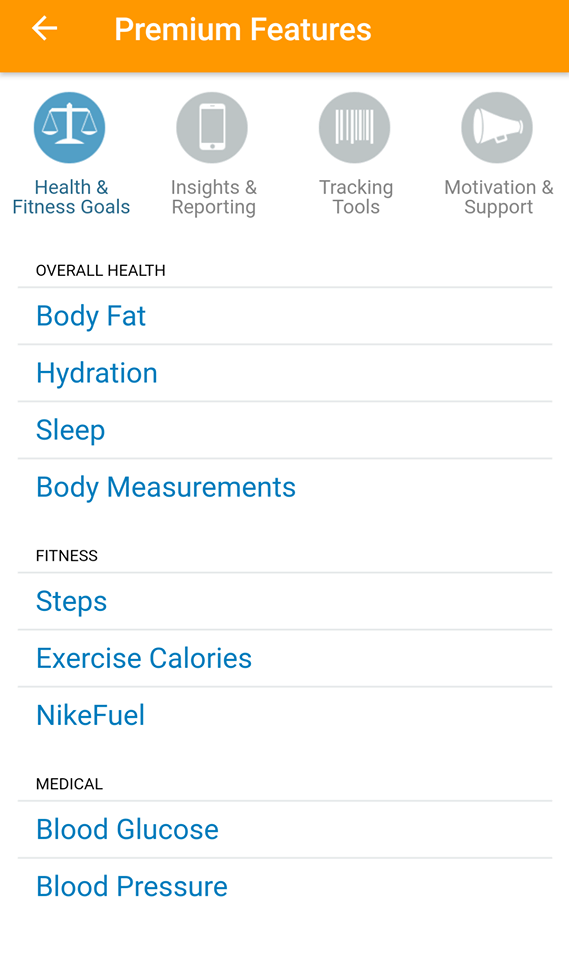 Premium Features
Health &
Fitness Goals
Insights &
Reporting
Tracking
Tools
Motivation &
Support
OVERALL HEALTH
Body Fat
Hydration
Sleep
Body Measurements
FITNESS
Steps
Exercise Calories
NikeFuel
MEDICAL
Blood Glucose
Blood Pressure